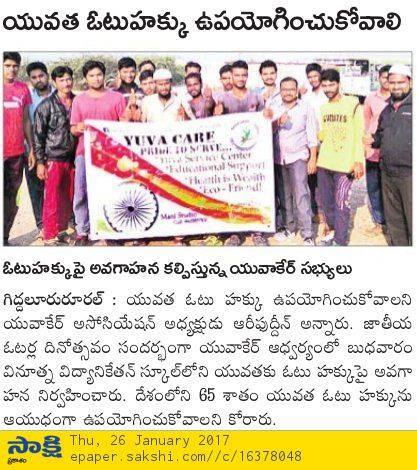 యువత ఓటుహక్కు ఉపయోగించుకోవాలి
YUVA CARE
PRIDE TO SERVE...
*Yuva Service Center
*Educational Support
*Health is Wealth
*Eco - Friend!
Mani Studio
ఓటుహక్కుపై అవగాహన కల్పిస్తున్న యువాకేర్ సభ్యులు
గిద్దలూరురూరల్ : యువత ఓటు హక్కు ఉపయోగించుకోవాలని
యువాకేర్ అసోసియేషన్ అధ్యక్షుడు ఆరీఫుద్దీన్ అన్నారు. జాతీయ
ఓటర్ల దినోత్సవం సందర్భంగా యువాకేర్ ఆధ్వర్యంలో బుధవారం
వినూత్న విద్యానికేతన్ స్కూల్‌లోని యువతకు ఓటు హక్కుపై అవగా
హన నిర్వహించారు. దేశంలోని 65 శాతం యువత ఓటు హక్కును
ఆయుధంగా ఉపయోగించుకోవాలని కోరారు.
సాక్షి Thu, 26 January 2017
ప్రకాశం epaper.sakshi.com//c/16378048